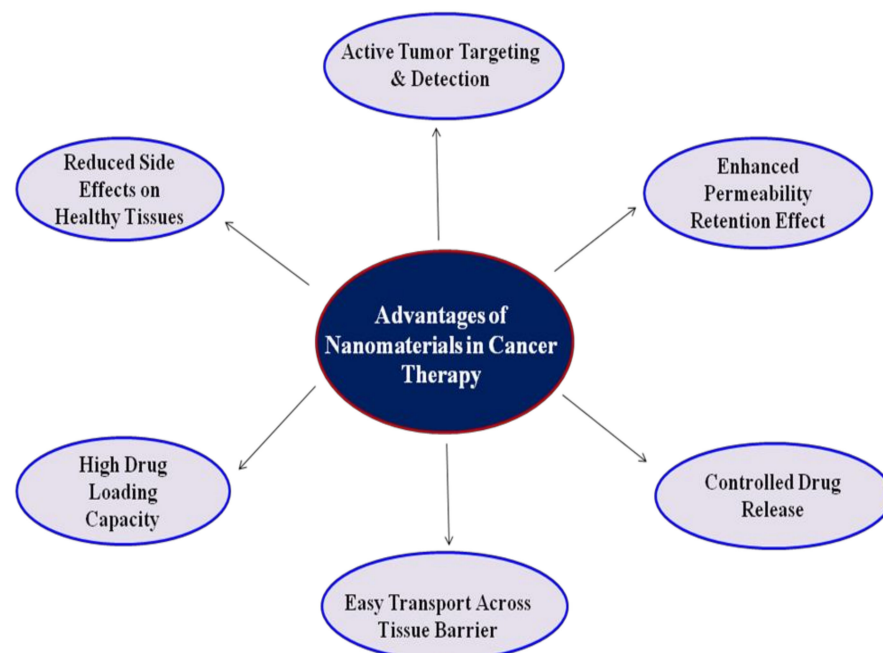 Active Tumor Targeting
& Detection
Reduced Side
Effects on
Healthy Tissues
Enhanced
Permeability
Retention Effect
Advantages of
Nanomaterials in Cancer
Therapy
High Drug
Loading
Capacity
Controlled Drug
Release
Easy Transport Across
Tissue Barrier